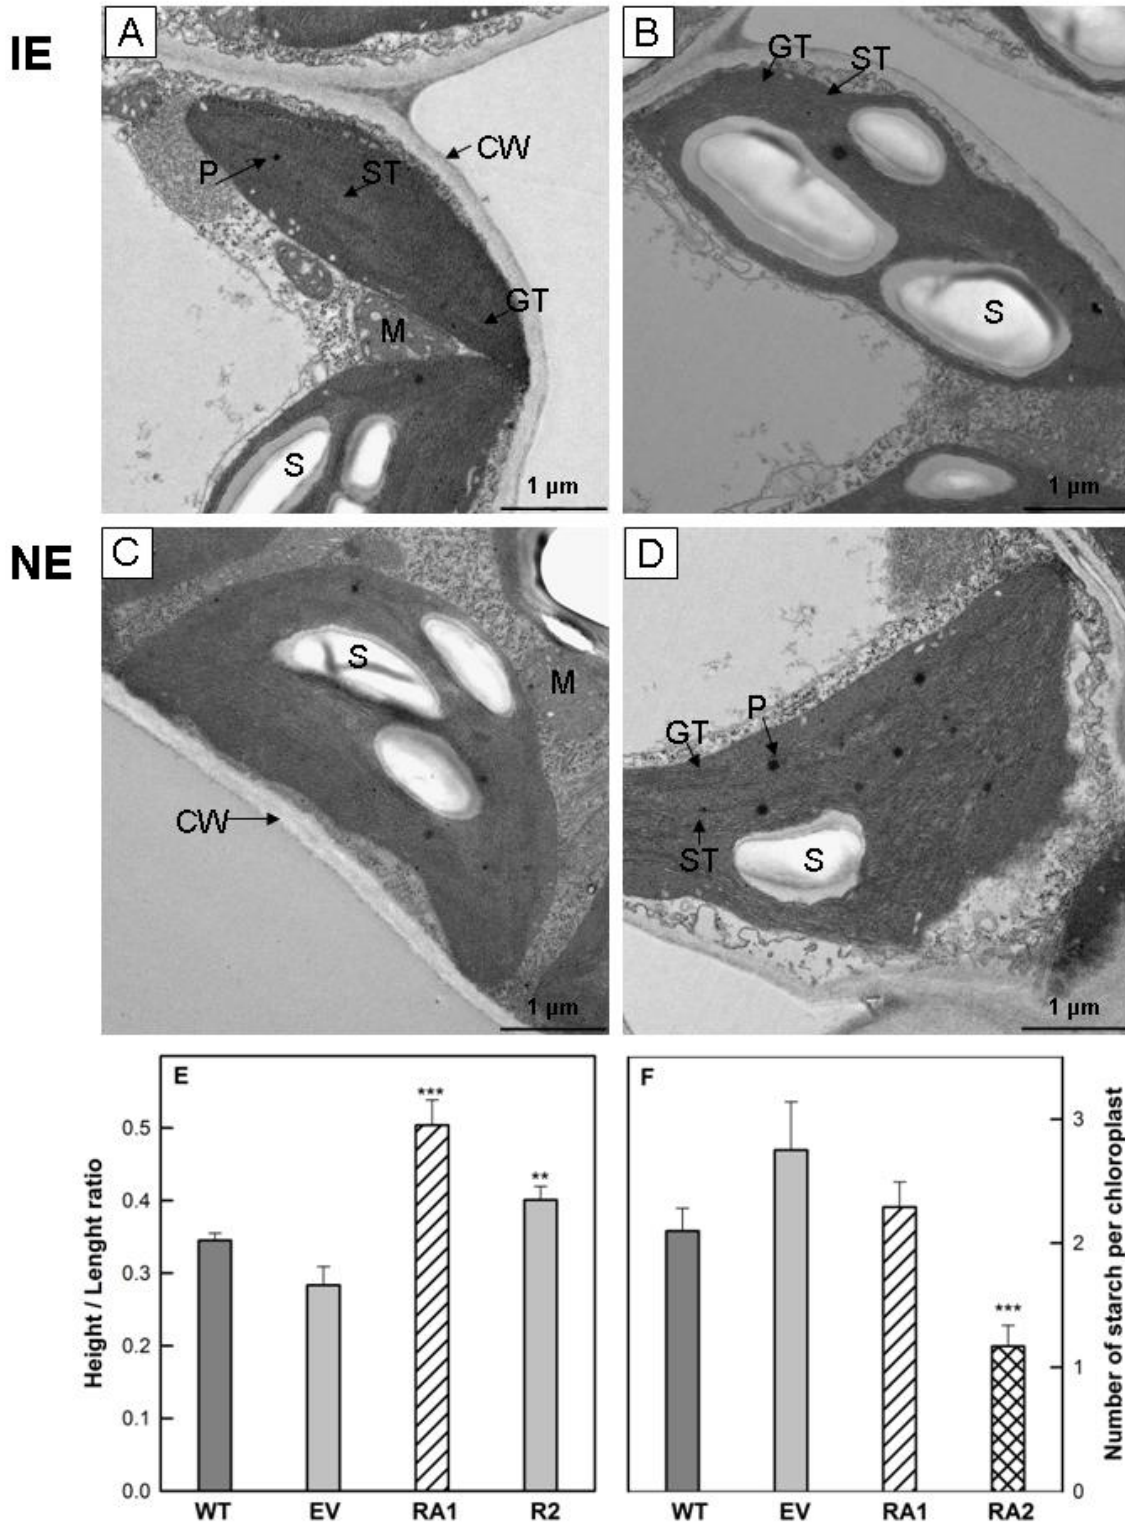 IE
A
P
ST
CW
GT
M
S
1 µm
B
GT
ST
S
1 µm
NE
C
S
M
CW
1 µm
D
GT
P
ST
S
1 µm
E
Height / Lenght ratio
0.5
0.4
0.3
0.2
0.1
0.0
***
**
WT EV RA1 R2
F
***
3
2
1
0
Number of starch per chloroplast
WT EV RA1 RA2